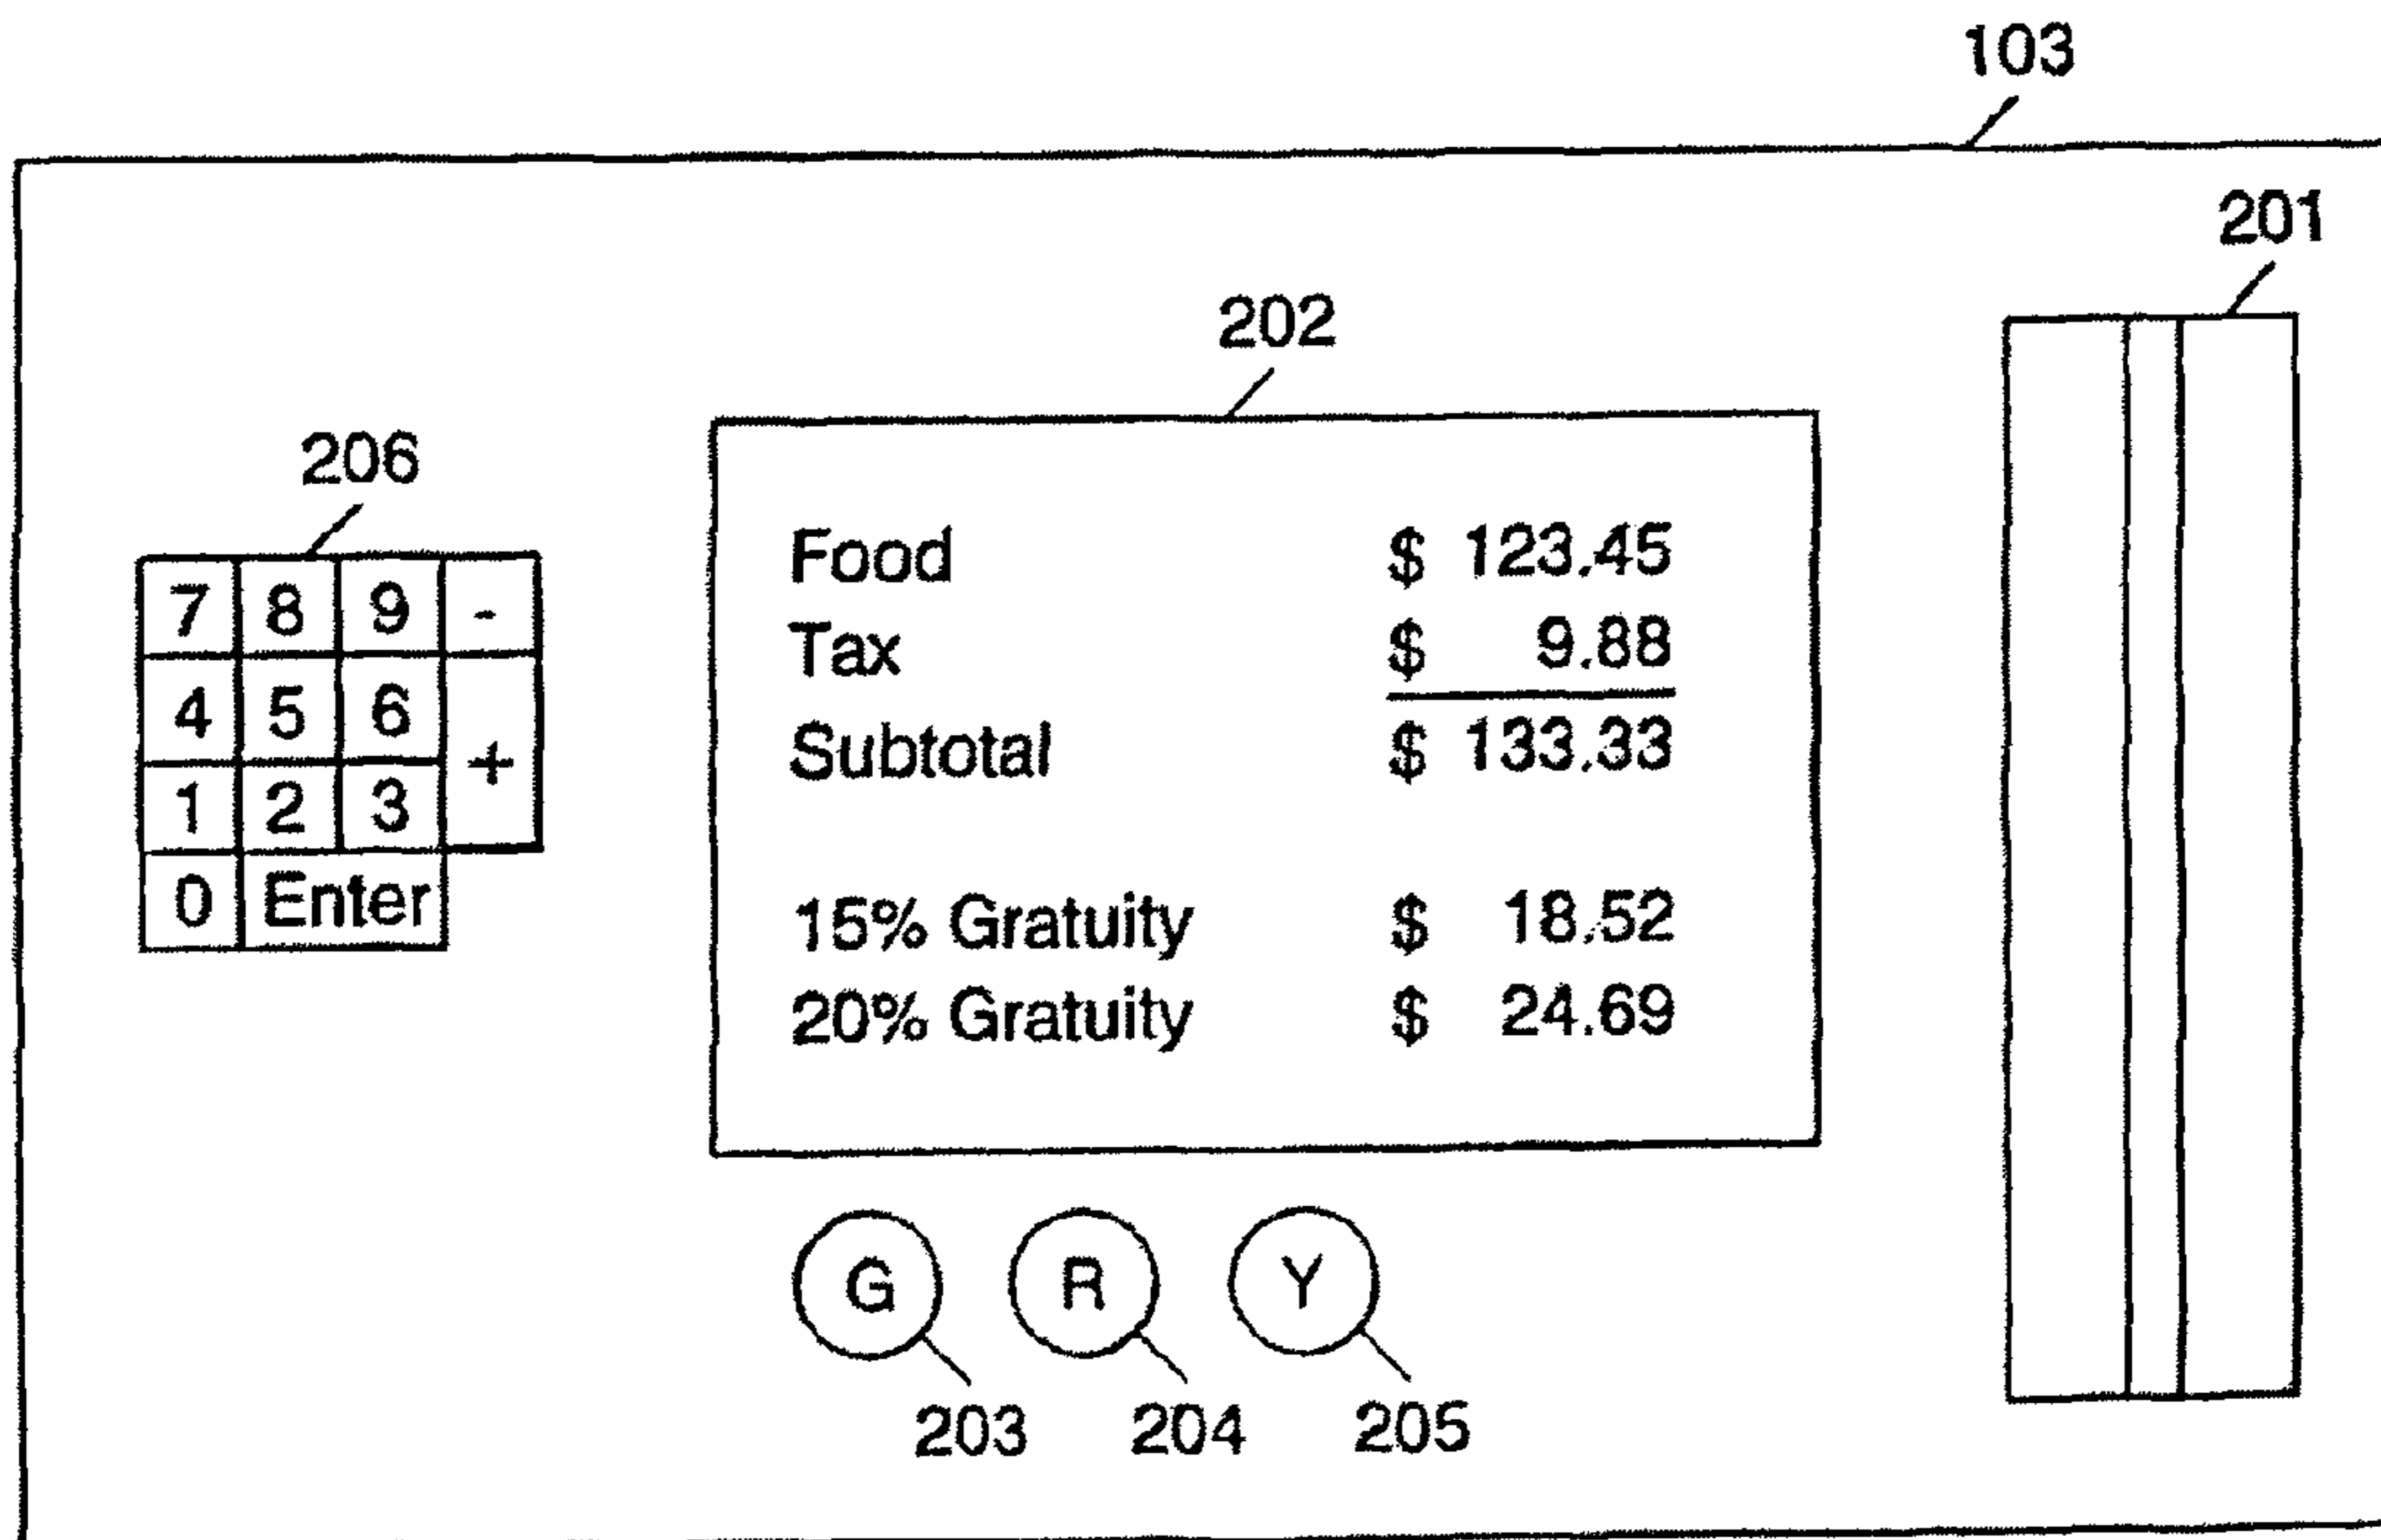 103
201
202
206
Food $ 123.45
Tax $ 9.88
Subtotal $ 133.33
15% Gratuity $ 18.52
20% Gratuity $ 24.69
7 8 9 -
4 5 6
+
1 2 3
0 Enter
G R Y
203 204 205